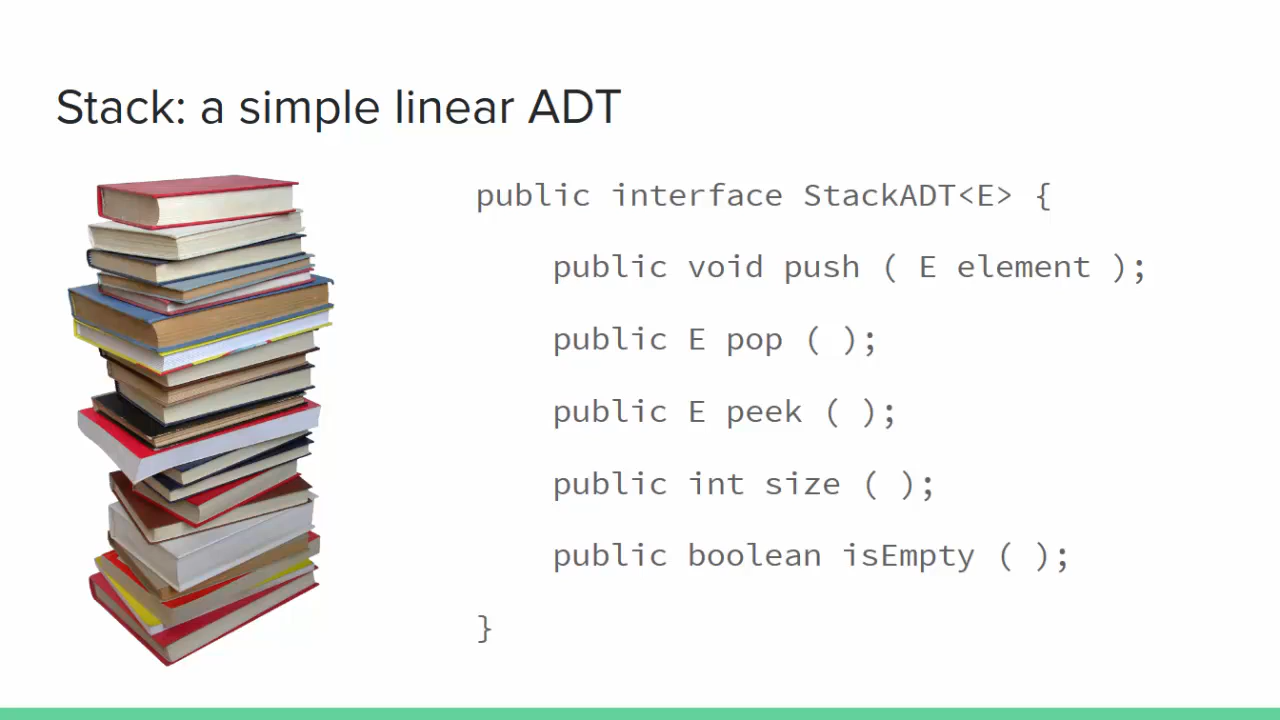 Stack: a simple linear ADT
public interface StackADT<E> {
public void push ( E element );
public E pop ( );
public E peek ( );
public int size ( );
public boolean isEmpty ( );
}